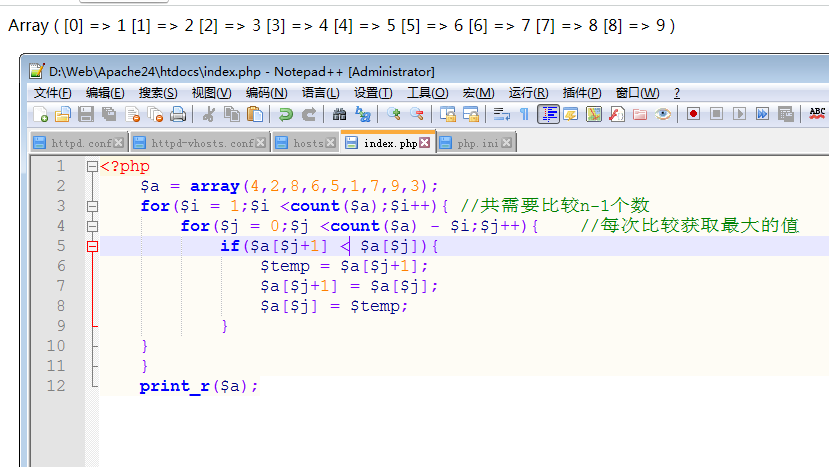 Array ( [0] => 1 [1] => 2 [2] => 3 [3] => 4 [4] => 5 [5] => 6 [6] => 7 [7] => 8 [8] => 9 )
D:\Web\Apache24\htdocs\index.php - Notepad++ [Administrator]
文件(F) 编辑(E) 搜索(S) 视图(V) 编码(N) 语言(L) 设置(T) 工具(O) 宏(M) 运行(R) 插件(P) 窗口(W) ?
ABC
httpd.conf httpd-vhosts.conf hosts index.php php.ini
1 <?php
2 $a = array(4,2,8,6,5,1,7,9,3);
3 for($i = 1;$i <count($a);$i++){ //共需要比较n-1个数
4 for($j = 0;$j <count($a) - $i;$j++){ //每次比较获取最大的值
5 if($a[$j+1] < $a[$j]){
6 $temp = $a[$j+1];
7 $a[$j+1] = $a[$j];
8 $a[$j] = $temp;
9 }
10 }
11 }
12 print_r($a);